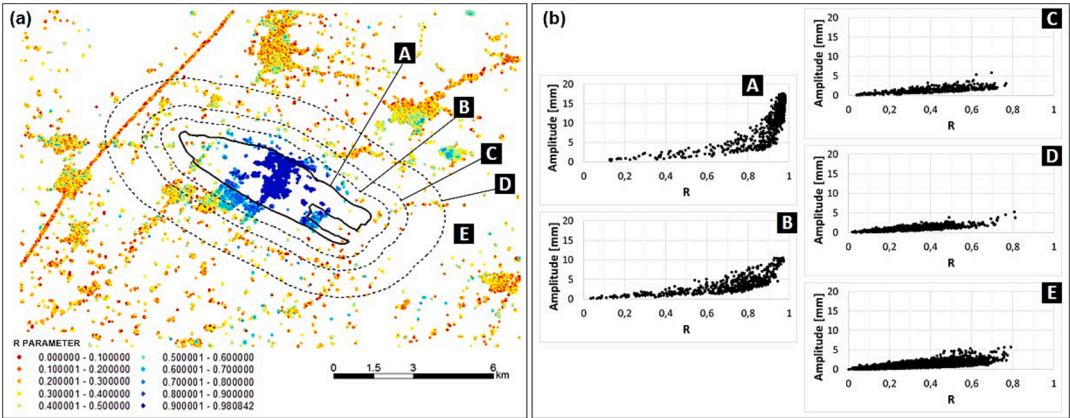 (a)
A
B
C
D
E
R PARAMETER
0.000000 - 0.100000
0.100001 - 0.200000
0.200001 - 0.300000
0.300001 - 0.400000
0.400001 - 0.500000
0.500001 - 0.600000
0.600001 - 0.700000
0.700001 - 0.800000
0.800001 - 0.900000
0.900001 - 0.980842
0 1.5 3 6
km
(b)
A
Amplitude [mm]
20
15
10
5
0
0 0,2 0,4 0,6 0,8 1
R
B
Amplitude [mm]
20
15
10
5
0
0 0,2 0,4 0,6 0,8 1
R
C
Amplitude [mm]
20
15
10
5
0
0 0,2 0,4 0,6 0,8 1
R
D
Amplitude [mm]
20
15
10
5
0
0 0,2 0,4 0,6 0,8 1
R
E
Amplitude [mm]
20
15
10
5
0
0 0,2 0,4 0,6 0,8 1
R